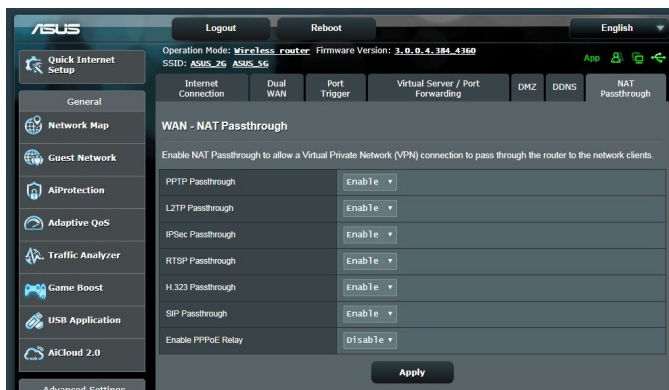 ASUS
Logout
Reboot
English
Quick Internet Setup
Operation Mode: Wireless router Firmware Version: 3.0.0.4.384_4360
SSID: ASUS_2G ASUS_5G
App
Internet Connection
Dual WAN
Port Trigger
Virtual Server / Port Forwarding
DMZ
DDNS
NAT Passthrough
General
Network Map
Guest Network
AiProtection
Adaptive QoS
Traffic Analyzer
Game Boost
USB Application
AiCloud 2.0
Advanced Settings
WAN - NAT Passthrough
Enable NAT Passthrough to allow a Virtual Private Network (VPN) connection to pass through the router to the network clients.
PPTP Passthrough Enable
L2TP Passthrough Enable
IPSec Passthrough Enable
RTSP Passthrough Enable
H.323 Passthrough Enable
SIP Passthrough Enable
Enable PPPoE Relay Disable
Apply